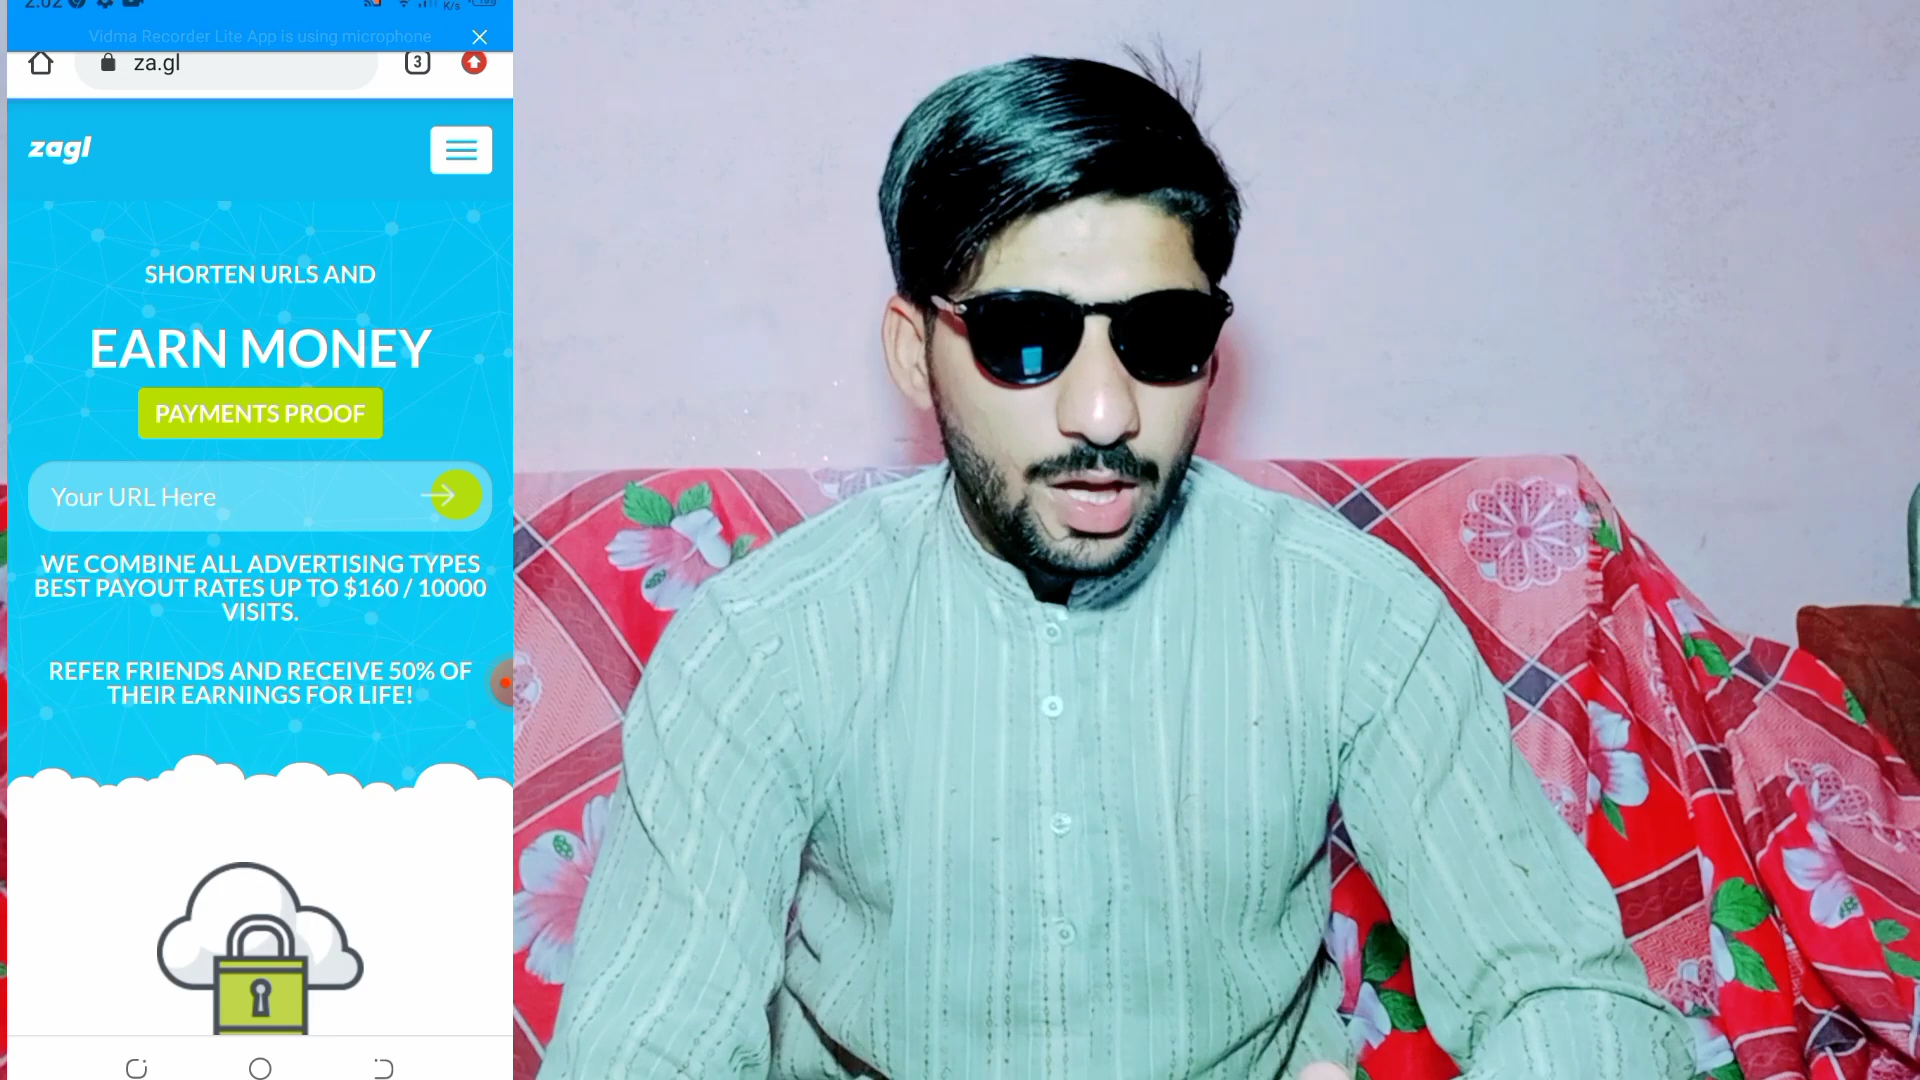 2:02
K/s
Vidma Recorder Lite App is using microphone
za.gl
3
zagl
SHORTEN URLS AND
EARN MONEY
PAYMENTS PROOF
Your URL Here
WE COMBINE ALL ADVERTISING TYPES
BEST PAYOUT RATES UP TO $160 / 10000
VISITS.
REFER FRIENDS AND RECEIVE 50% OF
THEIR EARNINGS FOR LIFE!